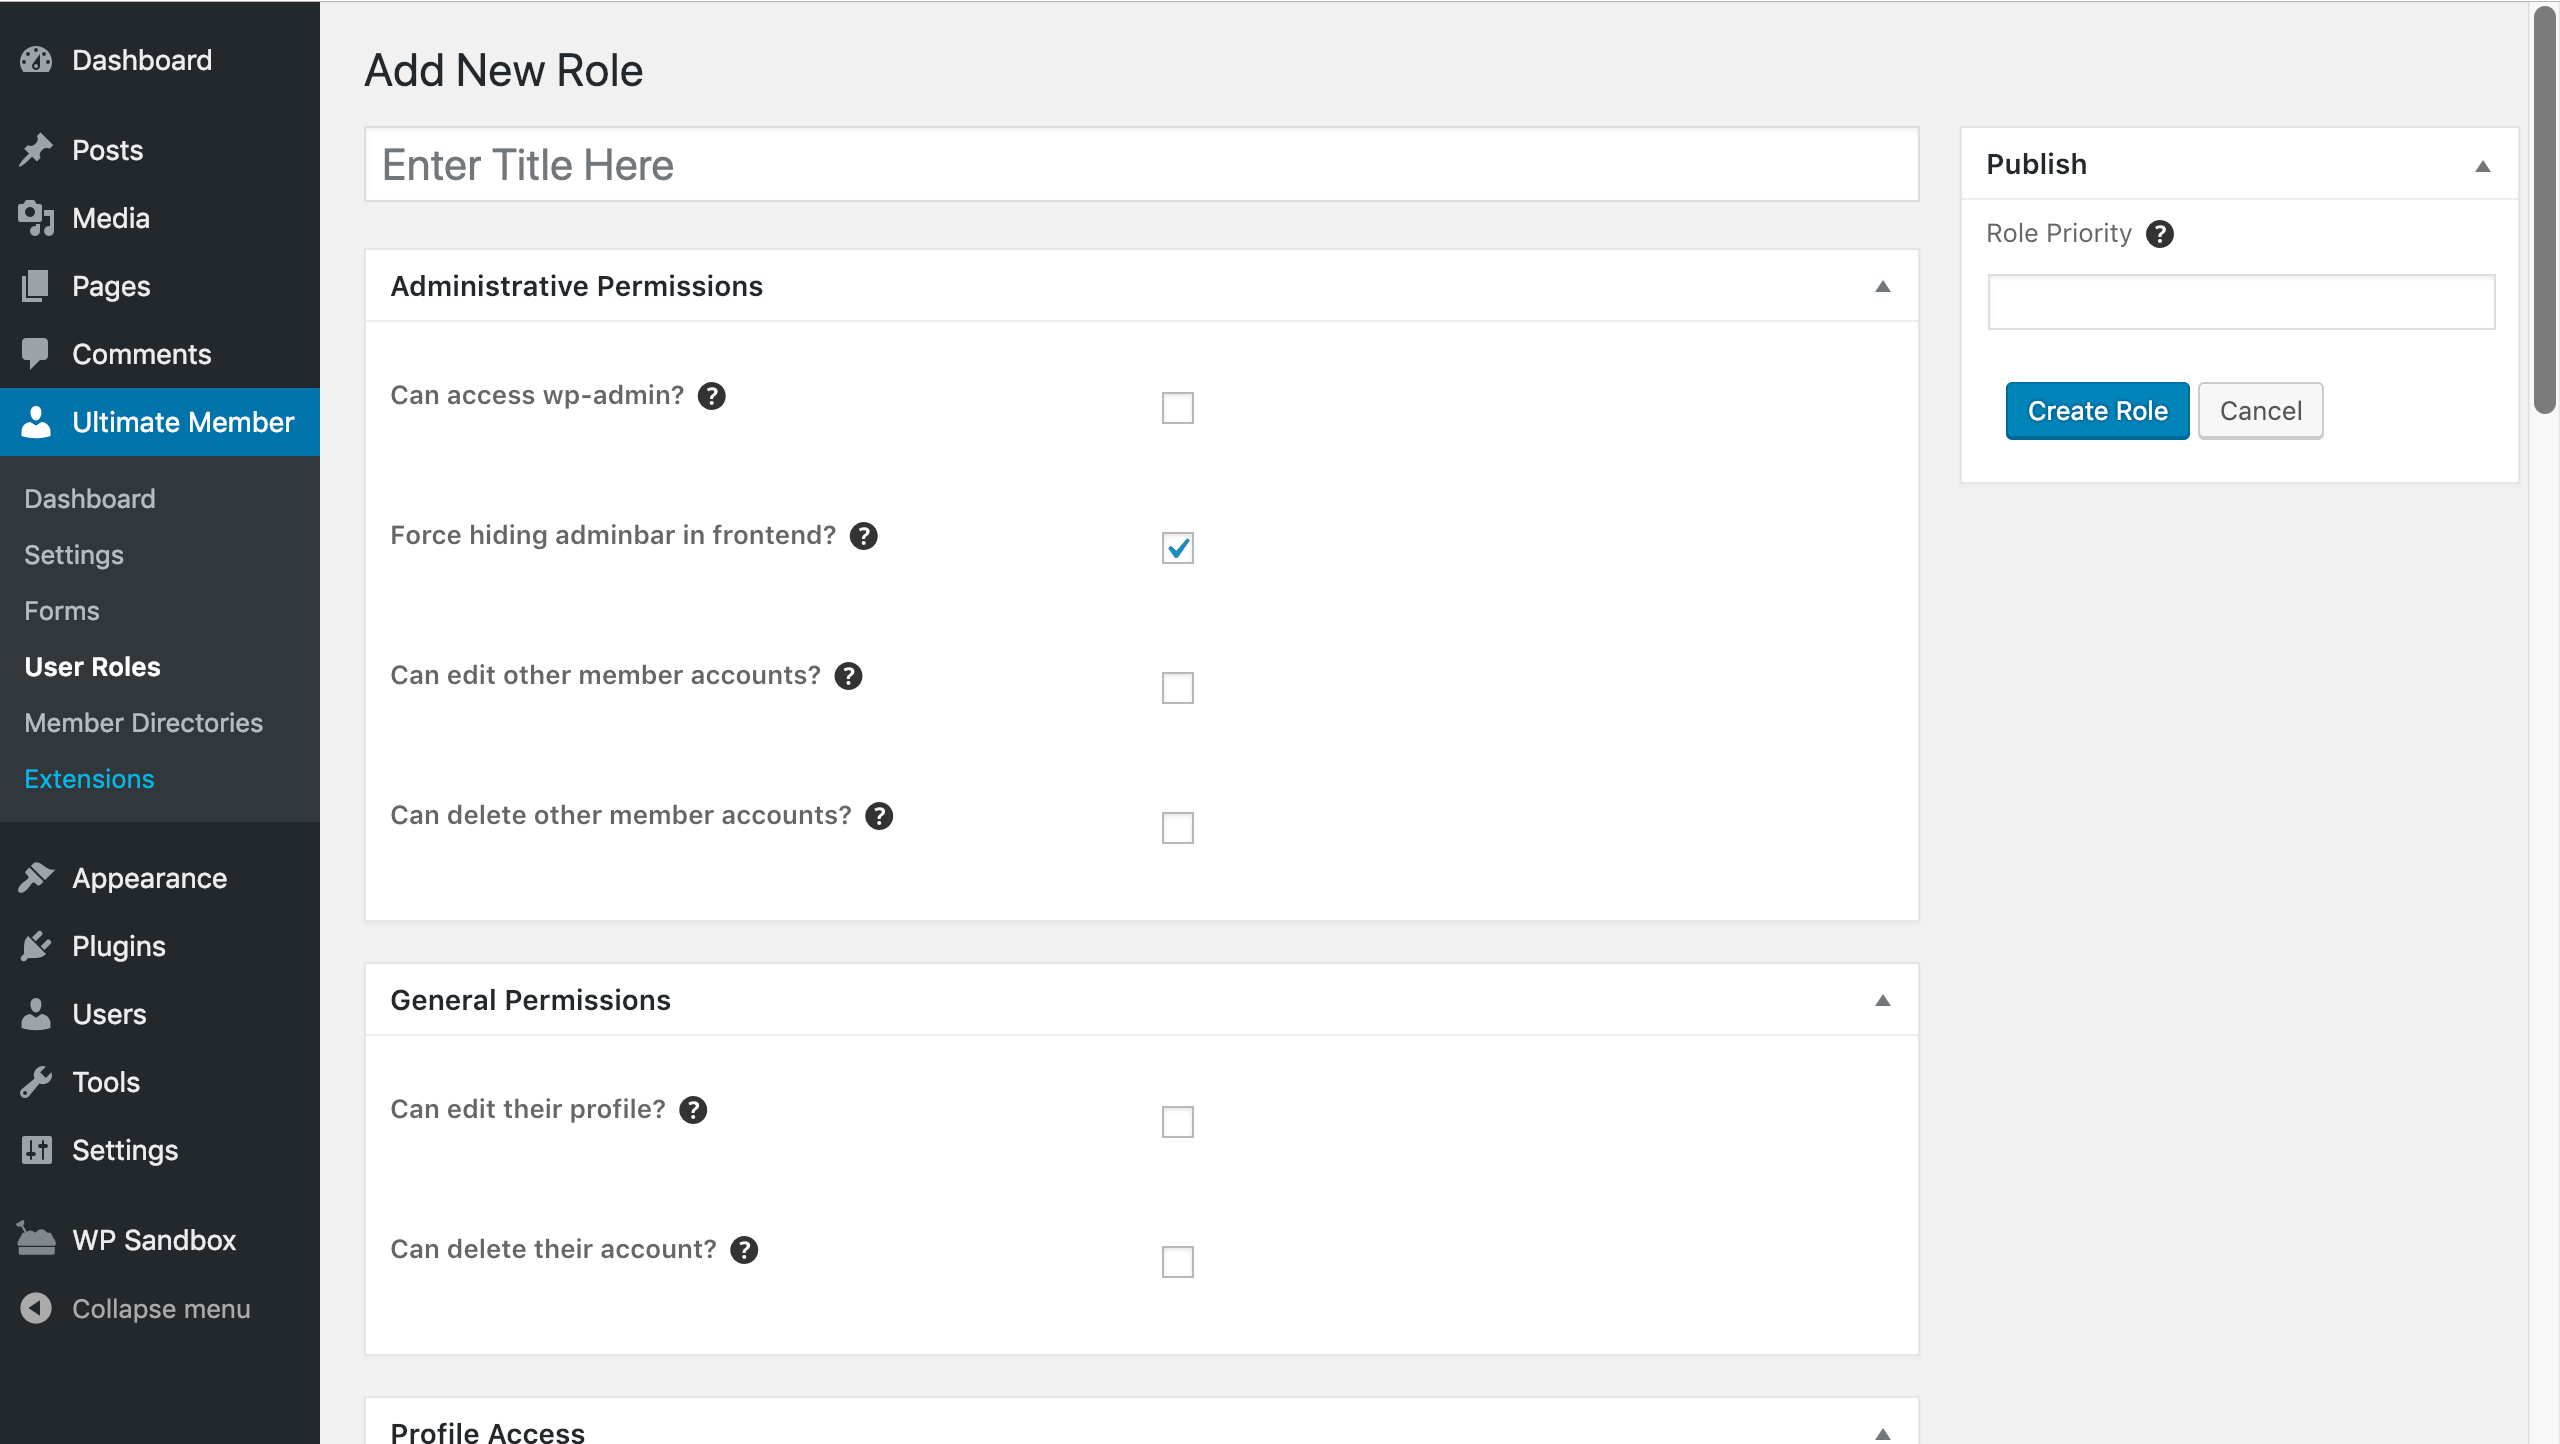 Dashboard
Posts
Media
Pages
Comments
Ultimate Member
Dashboard
Settings
Forms
User Roles
Member Directories
Extensions
Appearance
Plugins
Users
Tools
Settings
WP Sandbox
Collapse menu
Add New Role
Enter Title Here
Administrative Permissions
Can access wp-admin? ?
Force hiding adminbar in frontend? ?
Can edit other member accounts? ?
Can delete other member accounts? ?
General Permissions
Can edit their profile? ?
Can delete their account? ?
Profile Access
Publish
Role Priority ?
Create Role Cancel